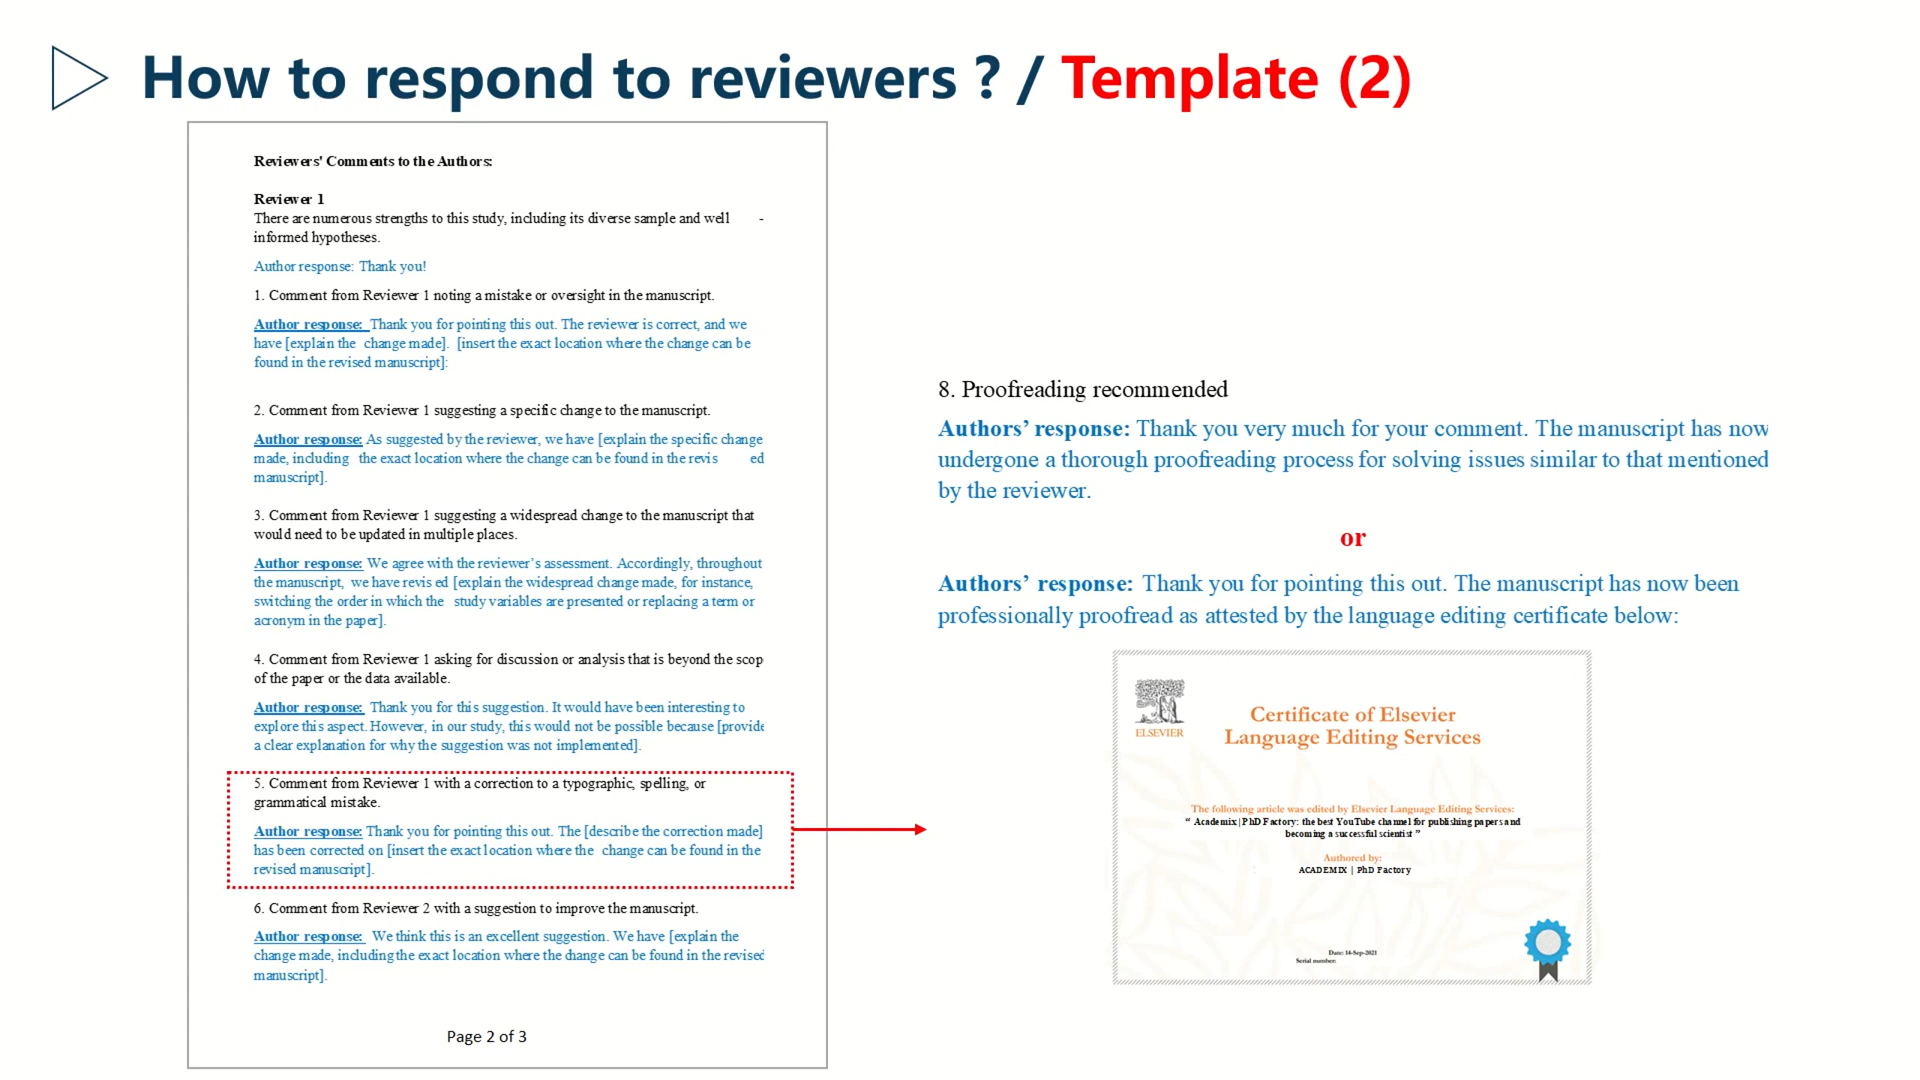 How to respond to reviewers ? / Template (2)
Reviewers' Comments to the Authors:
Reviewer 1
There are numerous strengths to this study, including its diverse sample and well -
informed hypotheses.
Author response: Thank you!
1. Comment from Reviewer 1 noting a mistake or oversight in the manuscript.
Author response: Thank you for pointing this out. The reviewer is correct, and we
have [explain the change made]. [insert the exact location where the change can be
found in the revised manuscript]:
2. Comment from Reviewer 1 suggesting a specific change to the manuscript.
Author response: As suggested by the reviewer, we have [explain the specific change
made, including the exact location where the change can be found in the revis ed
manuscript].
3. Comment from Reviewer 1 suggesting a widespread change to the manuscript that
would need to be updated in multiple places.
Author response: We agree with the reviewer's assessment. Accordingly, throughout
the manuscript, we have revis ed [explain the widespread change made, for instance,
switching the order in which the study variables are presented or replacing a term or
acronym in the paper].
4. Comment from Reviewer 1 asking for discussion or analysis that is beyond the scop
of the paper or the data available.
Author response: Thank you for this suggestion. It would have been interesting to
explore this aspect. However, in our study, this would not be possible because [provide
a clear explanation for why the suggestion was not implemented].
5. Comment from Reviewer 1 with a correction to a typographic, spelling, or
grammatical mistake.
Author response: Thank you for pointing this out. The [describe the correction made]
has been corrected on [insert the exact location where the change can be found in the
revised manuscript].
6. Comment from Reviewer 2 with a suggestion to improve the manuscript.
Author response: We think this is an excellent suggestion. We have [explain the
change made, including the exact location where the change can be found in the revised
manuscript].
Page 2 of 3
8. Proofreading recommended
Authors' response: Thank you very much for your comment. The manuscript has now
undergone a thorough proofreading process for solving issues similar to that mentioned
by the reviewer.
or
Authors' response: Thank you for pointing this out. The manuscript has now been
professionally proofread as attested by the language editing certificate below:
ELSEVIER
Certificate of Elsevier
Language Editing Services
The following article was edited by Elsevier Language Editing Services:
" Academix|PhD Factory: the best YouTube channel for publishing papers and
becoming a successful scientist "
Authored by:
ACADEMIX | PhD Factory
Date: 14-Sep-2021
Serial number: